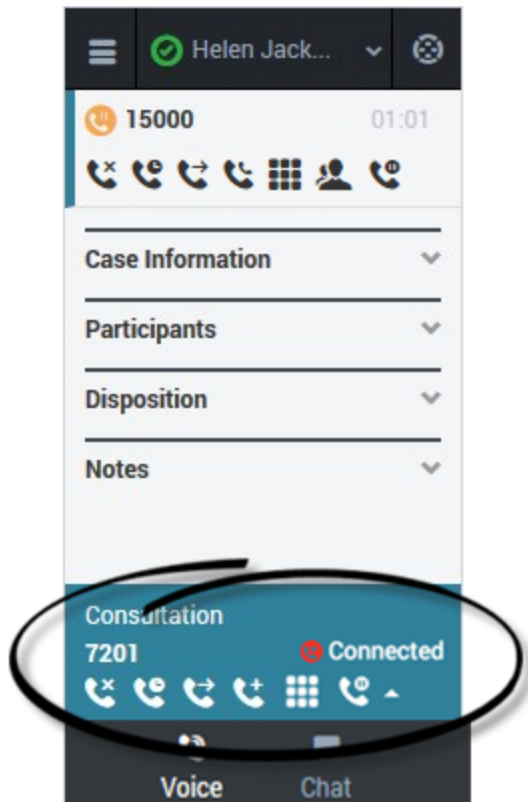 Helen Jack...
15000 01:01
Case Information
Participants
Disposition
Notes
Consultation
7201 Connected
Voice Chat